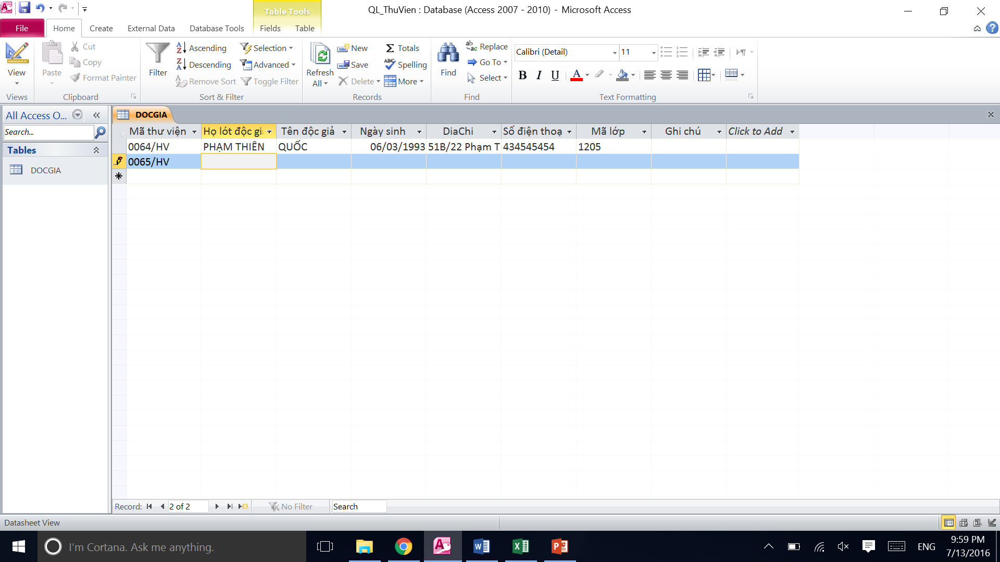 QL_ThuVien : Database (Access 2007 - 2010) - Microsoft Access
Table Tools
File Home Create External Data Database Tools Fields Table
View
Views
Paste
Cut
Copy
Format Painter
Clipboard
Filter
Ascending
Descending
Remove Sort
Selection
Advanced
Toggle Filter
Sort & Filter
Refresh All
New
Save
Delete
Totals
Spelling
More
Records
Find
Replace
Go To
Select
Find
Calibri (Detail) 11
B I U A
Text Formatting
All Access O...
Search...
Tables
DOCGIA
DOCGIA
Mã thư viện Họ lót độc gi Tên độc giả Ngày sinh DiaChi Số điện thoạ Mã lớp Ghi chú Click to Add
0064/HV PHẠM THIÊN QUỐC 06/03/1993 51B/22 Phạm T 434545454 1205
0065/HV
Record: 2 of 2 No Filter Search
Datasheet View
I'm Cortana. Ask me anything.
ENG
9:59 PM
7/13/2016